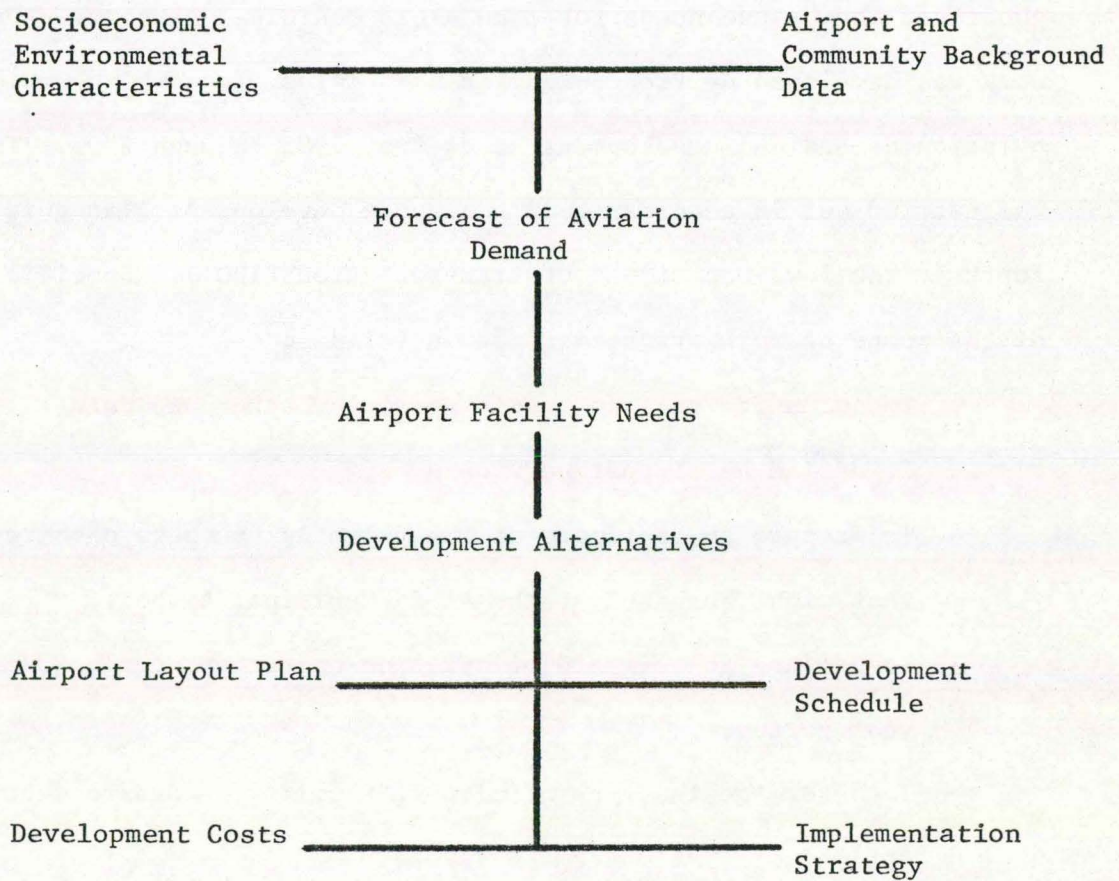 Socioeconomic
Environmental
Characteristics
Airport and
Community Background
Data
Forecast of Aviation
Demand
Airport Facility Needs
Development Alternatives
Airport Layout Plan
Development
Schedule
Development Costs
Implementation
Strategy